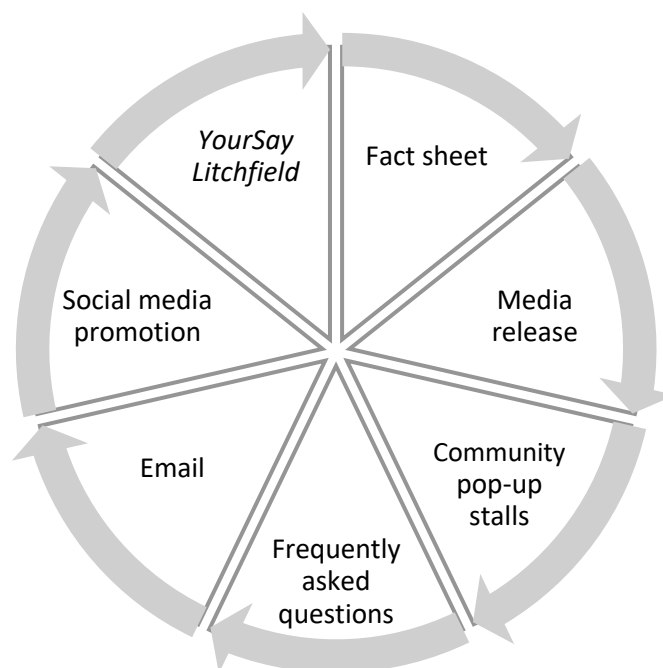 YourSay
Litchfield
Fact sheet
Media
release
Community
pop-up
stalls
Frequently
asked
questions
Email
Social media
promotion